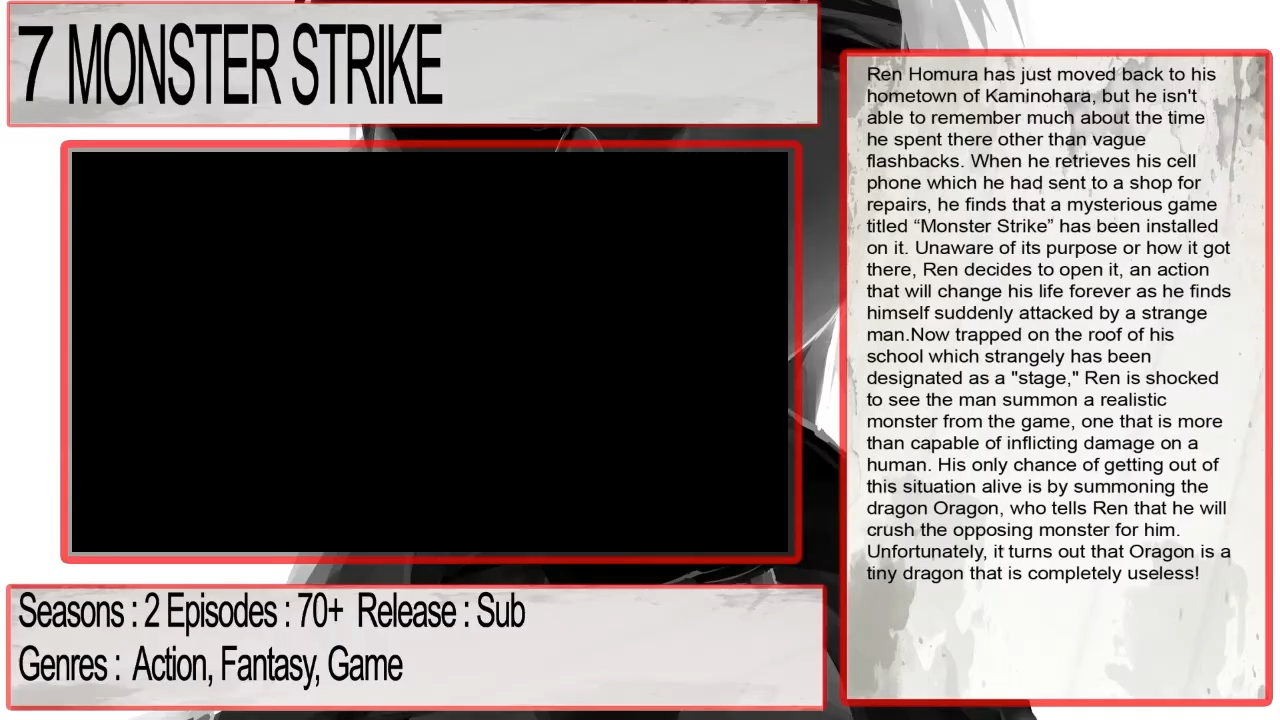 7 MONSTER STRIKE
Ren Homura has just moved back to his
hometown of Kaminohara, but he isn't
able to remember much about the time
he spent there other than vague
flashbacks. When he retrieves his cell
phone which he had sent to a shop for
repairs, he finds that a mysterious game
titled “Monster Strike” has been installed
on it. Unaware of its purpose or how it got
there, Ren decides to open it, an action
that will change his life forever as he finds
himself suddenly attacked by a strange
man.Now trapped on the roof of his
school which strangely has been
designated as a "stage," Ren is shocked
to see the man summon a realistic
monster from the game, one that is more
than capable of inflicting damage on a
human. His only chance of getting out of
this situation alive is by summoning the
dragon Oragon, who tells Ren that he will
crush the opposing monster for him.
Unfortunately, it turns out that Oragon is a
tiny dragon that is completely useless!
Seasons : 2 Episodes : 70+ Release : Sub
Genres : Action, Fantasy, Game